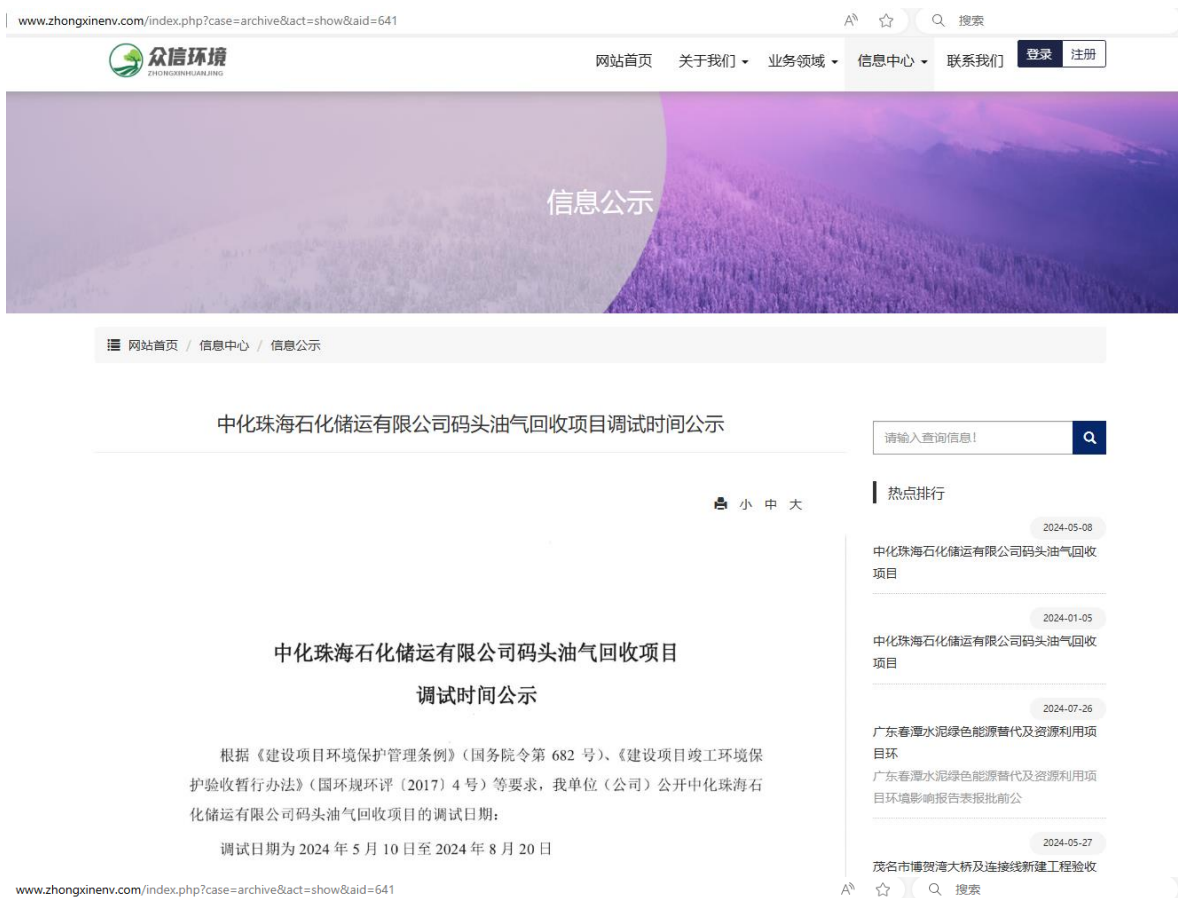 www.zhongxinenv.com/index.php?case=archive&act=show&aid=641
搜索
众信环境
ZHONGXINHUANJING
网站首页 关于我们 业务领域 信息中心 联系我们 登录 注册
信息公示
网站首页 / 信息中心 / 信息公示
中化珠海石化储运有限公司码头油气回收项目调试时间公示
小 中 大
中化珠海石化储运有限公司码头油气回收项目
调试时间公示
根据《建设项目环境保护管理条例》(国务院令第 682 号)、《建设项目竣工环境保
护验收暂行办法》(国环规环评〔2017〕4 号)等要求,我单位(公司)公开中化珠海石
化储运有限公司码头油气回收项目的调试日期:
调试日期为 2024 年 5 月 10 日至 2024 年 8 月 20 日
请输入查询信息!
热点排行
2024-05-08
中化珠海石化储运有限公司码头油气回收
项目
2024-01-05
中化珠海石化储运有限公司码头油气回收
项目
2024-07-26
广东春潭水泥绿色能源替代及资源利用项
目环
广东春潭水泥绿色能源替代及资源利用项
目环境影响报告表报批前公
2024-05-27
茂名市博贺湾大桥及连接线新建工程验收
www.zhongxinenv.com/index.php?case=archive&act=show&aid=641
搜索